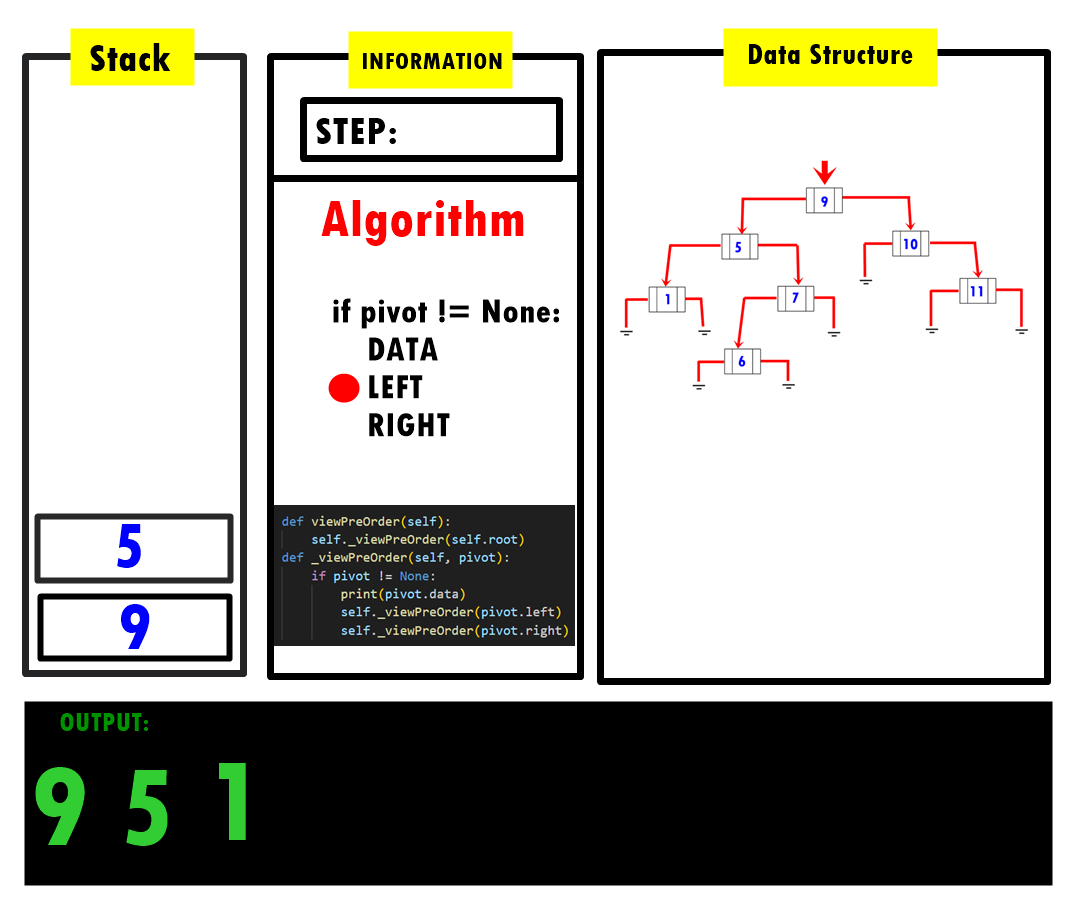 Stack
5
9
INFORMATION
STEP:
Algorithm
if pivot != None:
DATA
LEFT
RIGHT
def viewPreOrder(self):
self._viewPreOrder(self.root)
def _viewPreOrder(self, pivot):
if pivot != None:
print(pivot.data)
self._viewPreOrder(pivot.left)
self._viewPreOrder(pivot.right)
Data Structure
9
5
10
1
7
11
6
OUTPUT:
9 5 1